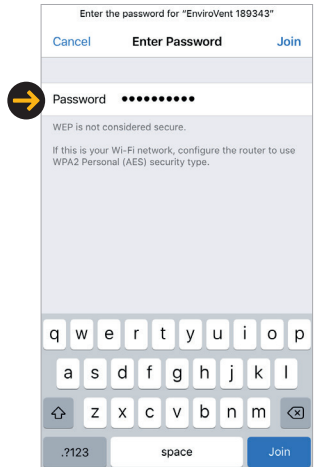 Enter the password for “EnviroVent 189343”
Cancel Enter Password Join
Password ●●●●●●●●●●
WEP is not considered secure.
If this is your Wi-Fi network, configure the router to use
WPA2 Personal (AES) security type.
q w e r t y u i o p
a s d f g h j k l
z x c v b n m
.?123 space Join